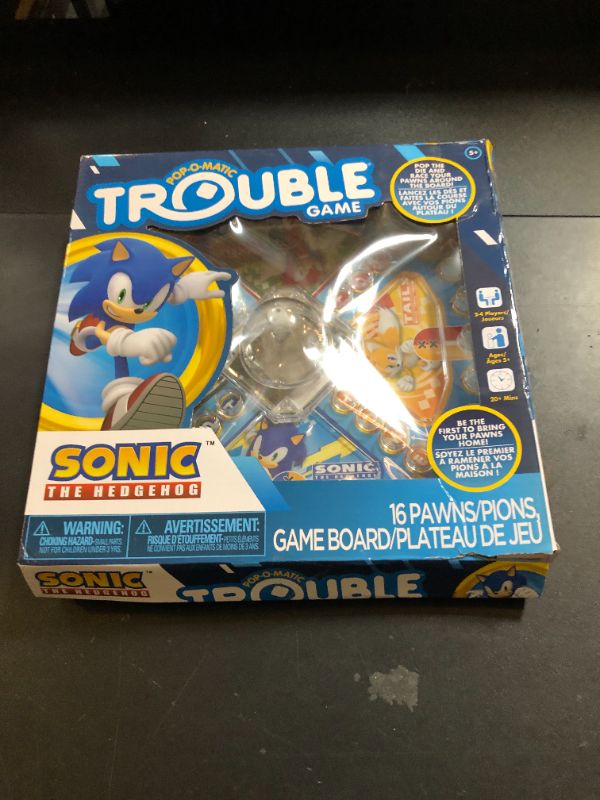 POP-O-MATIC
TROUBLE®
GAME
5+
POP THE
DIE AND
RACE YOUR
PAWNS AROUND
THE BOARD!
LANCEZ LES DÉS ET
FAITES LA COURSE
AVEC VOS PIONS
AUTOUR DU
PLATEAU !
TAILS
2-4 Players/
Joueurs
Ages/
Âges 5+
20+ Mins
BE THE
FIRST TO BRING
YOUR PAWNS
HOME!
SOYEZ LE PREMIER
À RAMENER VOS
PIONS À LA
MAISON !
SONIC
SONIC™
THE HEDGEHOG
WARNING:
CHOKING HAZARD-SMALL PARTS
NOT FOR CHILDREN UNDER 3 YRS.
AVERTISSEMENT:
RISQUE D'ÉTOUFFEMENT-PETITS ÉLÉMENTS
NE CONVIENT PAS AUX ENFANTS DE MOINS DE 3 ANS.
16 PAWNS/PIONS,
GAME BOARD/PLATEAU DE JEU
SONIC™
THE HEDGEHOG
POP-O-MATIC
TROUBLE